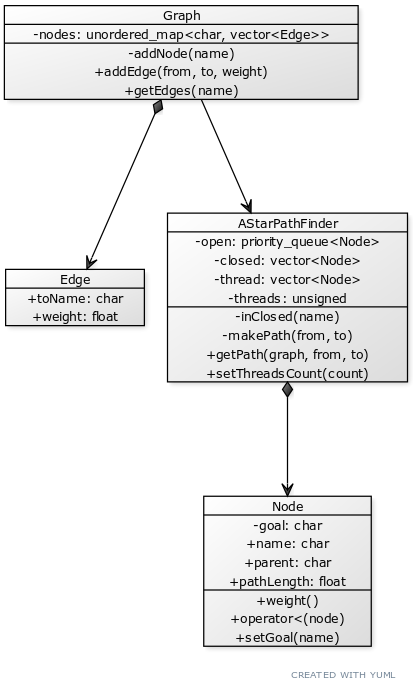 Graph
-nodes: unordered_map<char, vector<Edge>>
-addNode(name)
+addEdge(from, to, weight)
+getEdges(name)
AStarPathFinder
-open: priority_queue<Node>
-closed: vector<Node>
-thread: vector<Node>
-threads: unsigned
-inClosed(name)
-makePath(from, to)
+getPath(graph, from, to)
+setThreadsCount(count)
Edge
+toName: char
+weight: float
Node
-goal: char
+name: char
+parent: char
+pathLength: float
+weight()
+operator<(node)
+setGoal(name)
CREATED WITH YUML